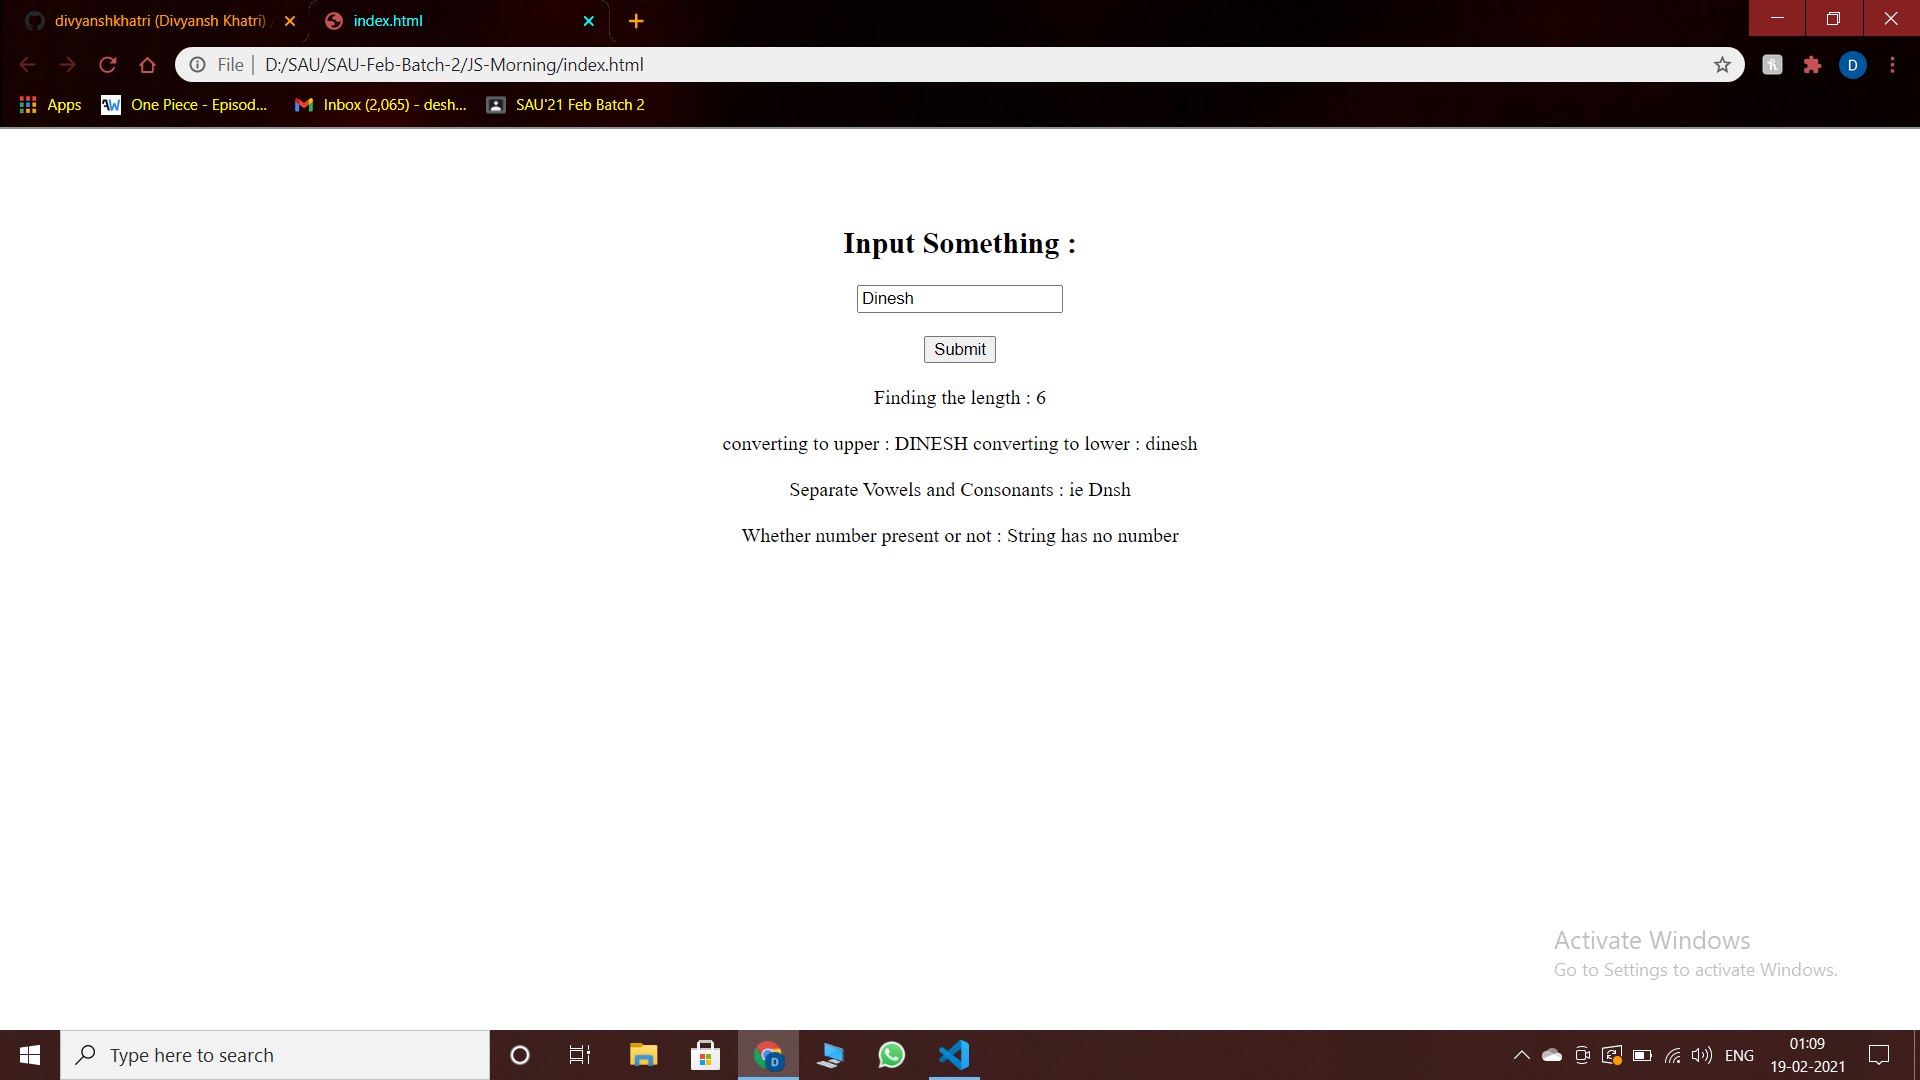 divyanshkhatri (Divyansh Khatri)
index.html
File | D:/SAU/SAU-Feb-Batch-2/JS-Morning/index.html
D
Apps
One Piece - Episod...
Inbox (2,065) - desh...
SAU'21 Feb Batch 2
Input Something :
Dinesh
Submit
Finding the length : 6
converting to upper : DINESH converting to lower : dinesh
Separate Vowels and Consonants : ie Dnsh
Whether number present or not : String has no number
Activate Windows
Go to Settings to activate Windows.
Type here to search
D
ENG
01:09
19-02-2021